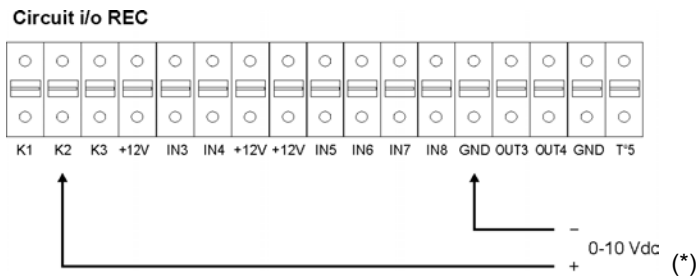 Circuit i/o REC
K1 K2 K3 +12V IN3 IN4 +12V +12V IN5 IN6 IN7 IN8 GND OUT3 OUT4 GND T°5
−
0-10 Vdc
+ (*)